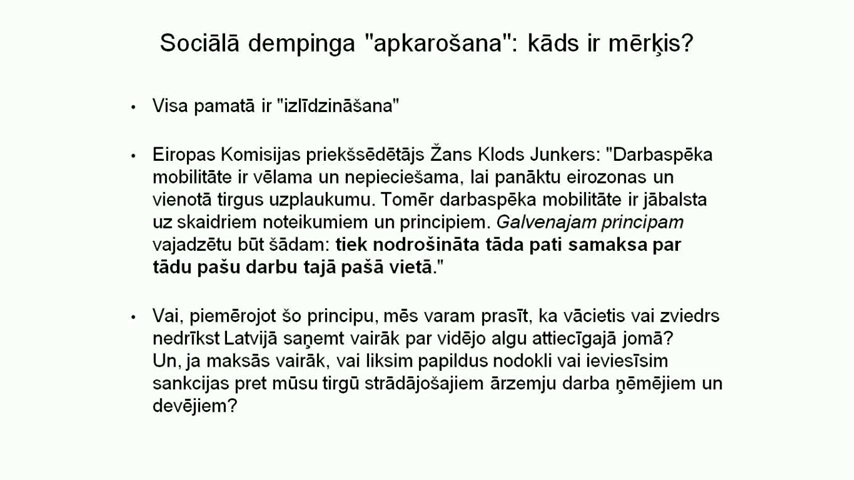 Sociālā dempinga "apkarošana": kāds ir mērķis?
• Visa pamatā ir "izlīdzināšana"
• Eiropas Komisijas priekšsēdētājs Žans Klods Junkers: "Darbaspēka
mobilitāte ir vēlama un nepieciešama, lai panāktu eirozonas un
vienotā tirgus uzplaukumu. Tomēr darbaspēka mobilitāte ir jābalsta
uz skaidriem noteikumiem un principiem. Galvenajam principam
vajadzētu būt šādam: tiek nodrošināta tāda pati samaksa par
tādu pašu darbu tajā pašā vietā."
• Vai, piemērojot šo principu, mēs varam prasīt, ka vācietis vai zviedrs
nedrīkst Latvijā saņemt vairāk par vidējo algu attiecīgajā jomā?
Un, ja maksās vairāk, vai liksim papildus nodokli vai ieviesīsim
sankcijas pret mūsu tirgū strādājošajiem ārzemju darba ņēmējiem un
devējiem?